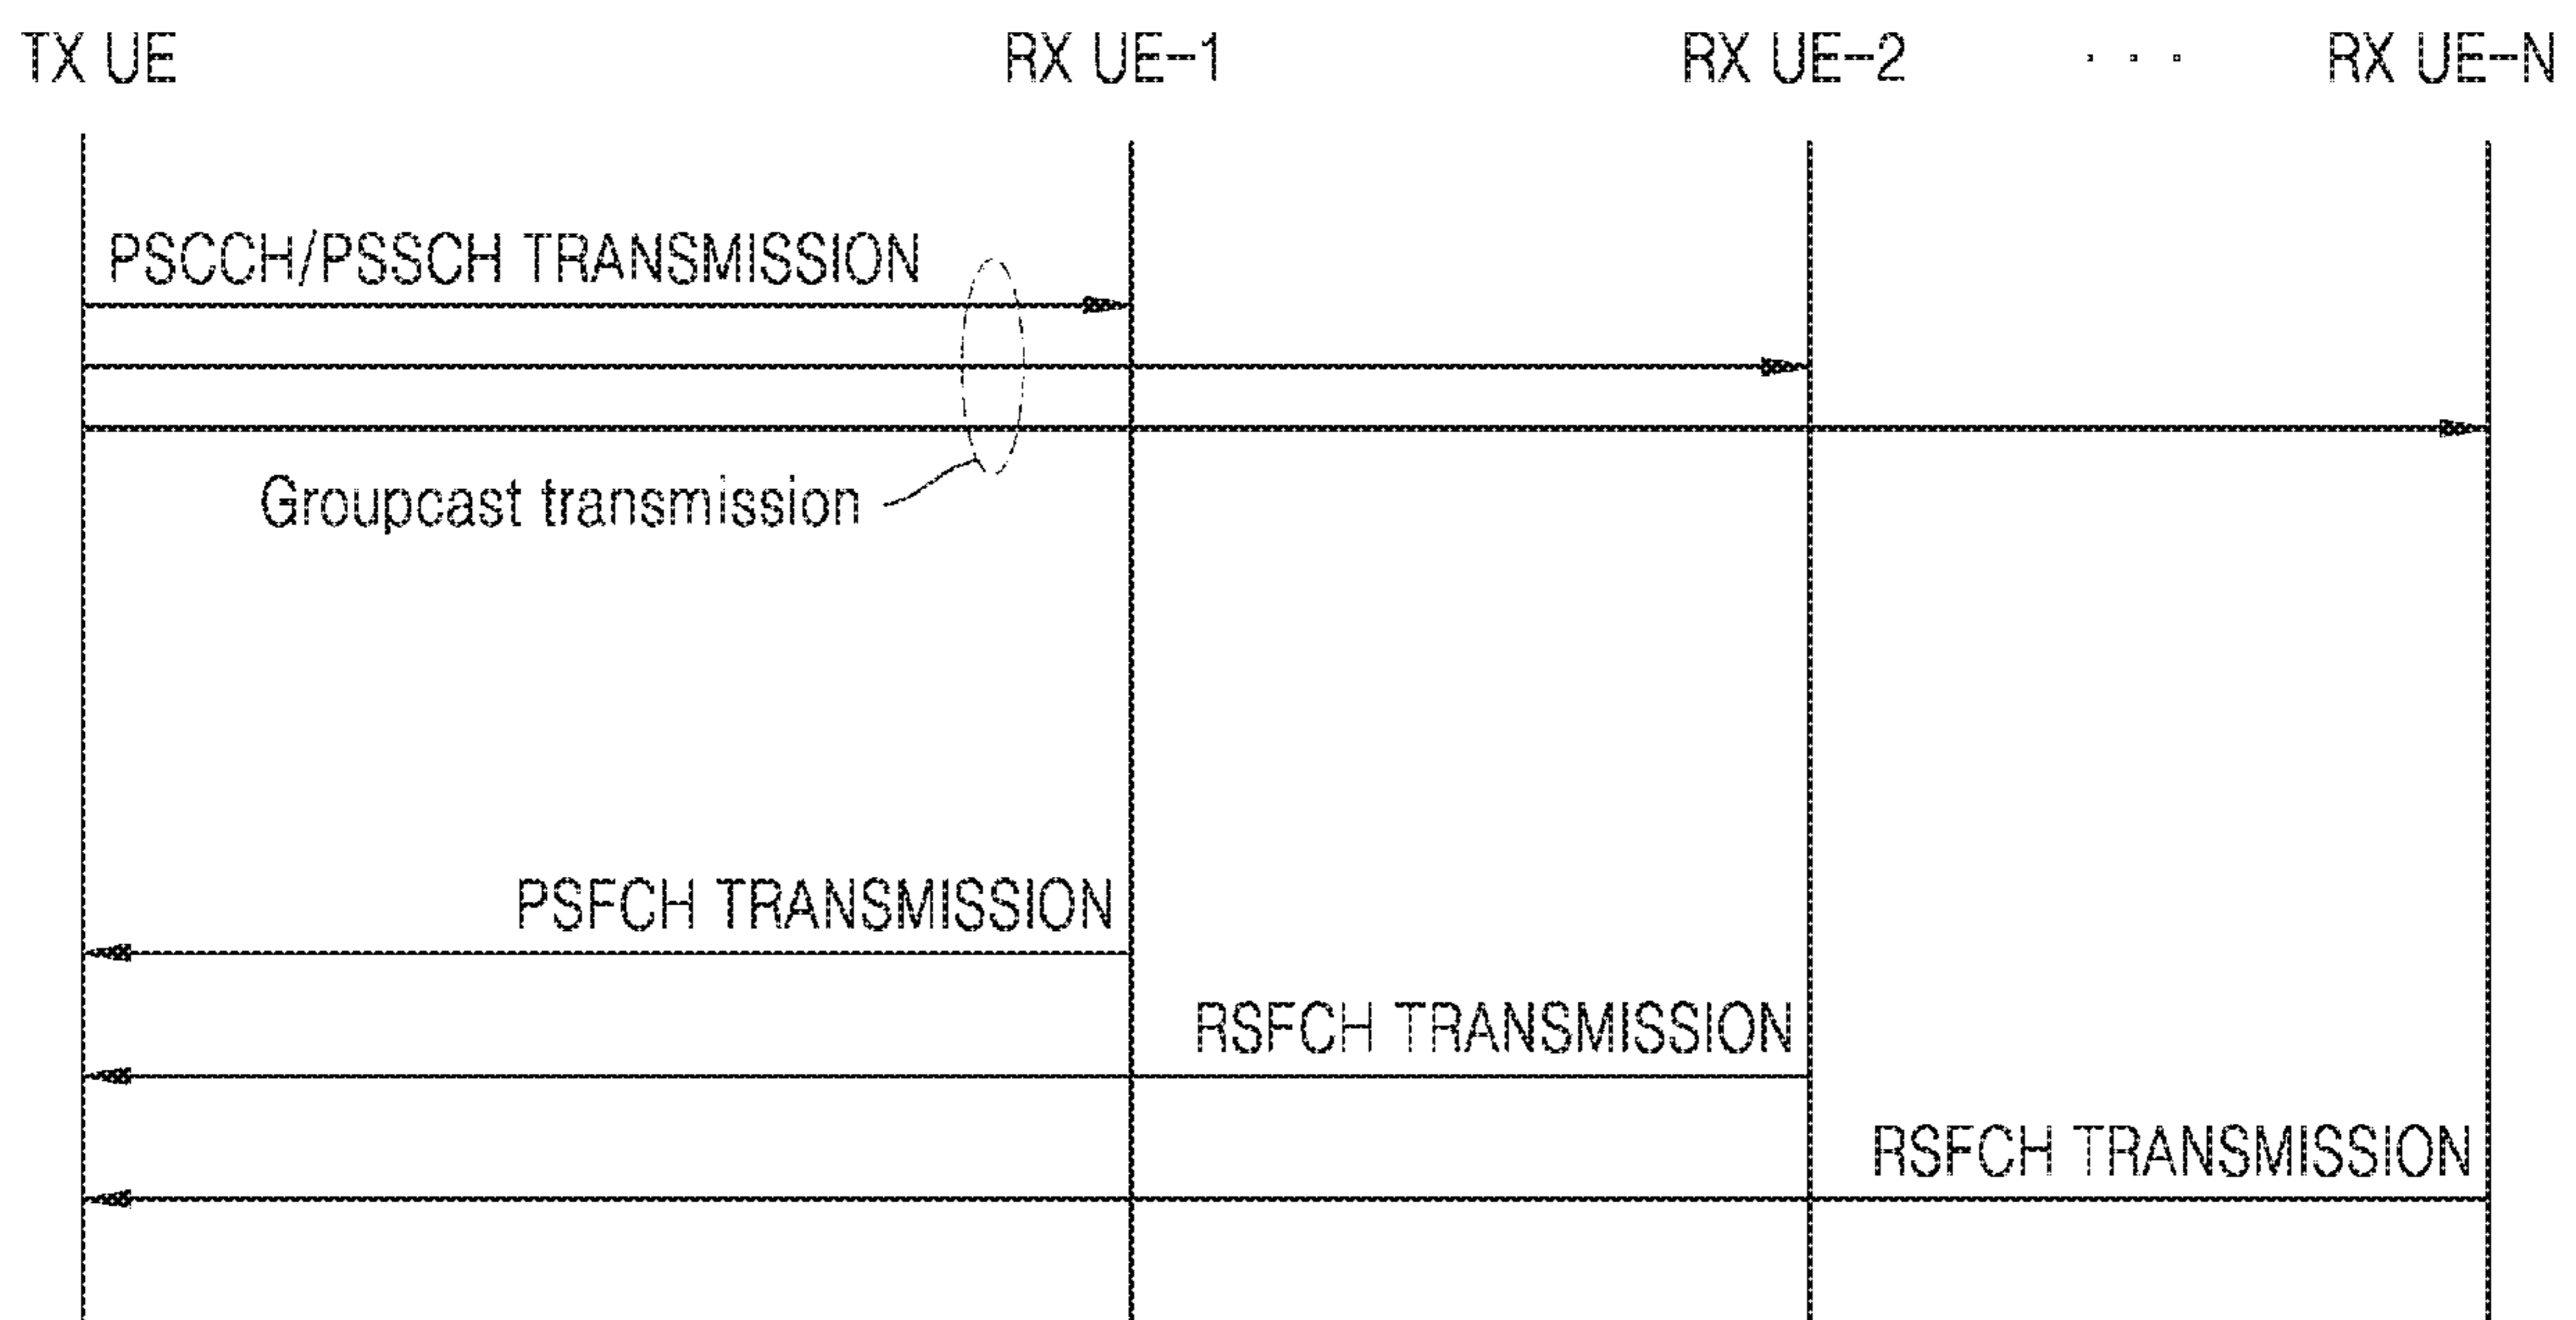 TX UE RX UE-1 RX UE-2 . . . RX UE-N
PSCCH/PSSCH TRANSMISSION
Groupcast transmission
PSFCH TRANSMISSION
RSFCH TRANSMISSION
RSFCH TRANSMISSION